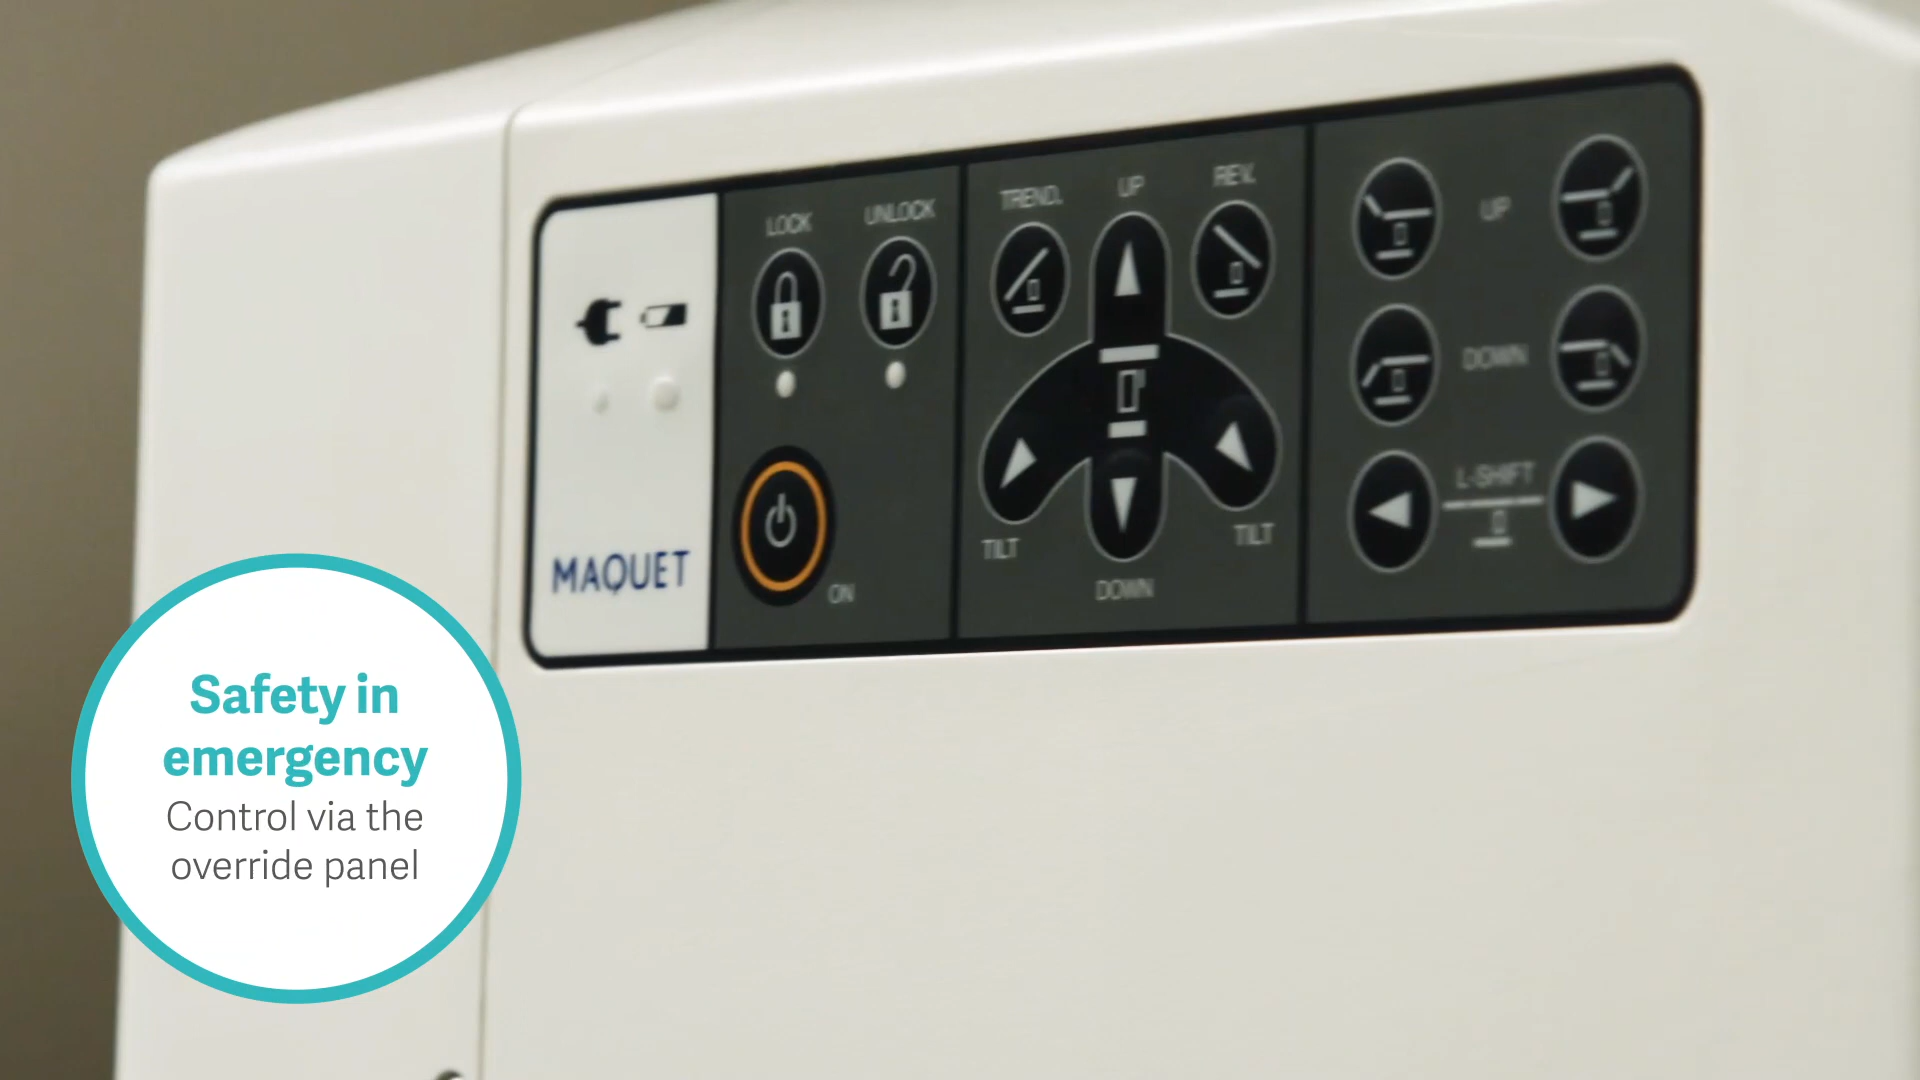 LOCK
UNLOCK
TREND.
UP
REV.
UP
DOWN
L-SHIFT
TILT
TILT
DOWN
ON
MAQUET
Safety in
emergency
Control via the
override panel